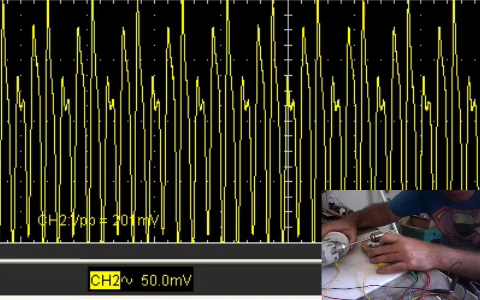 CH2:Vpp = 201mV
CH2∿ 50.0mV